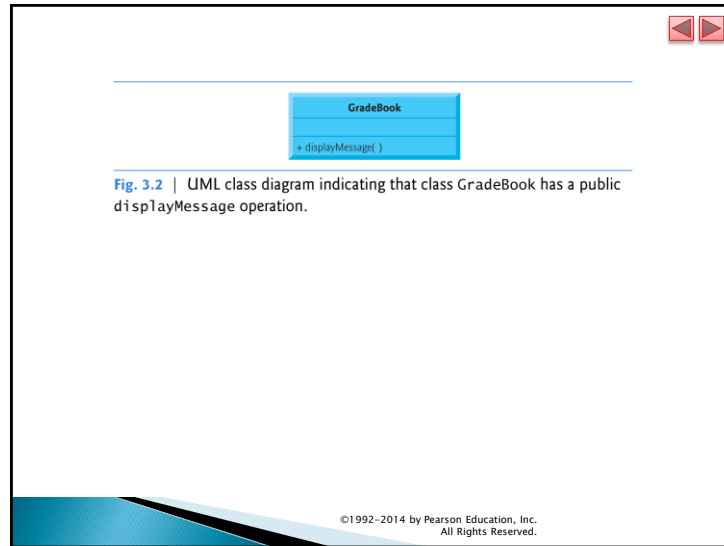 GradeBook
+ displayMessage( )
Fig. 3.2 | UML class diagram indicating that class GradeBook has a public
displayMessage operation.
©1992-2014 by Pearson Education, Inc.
All Rights Reserved.